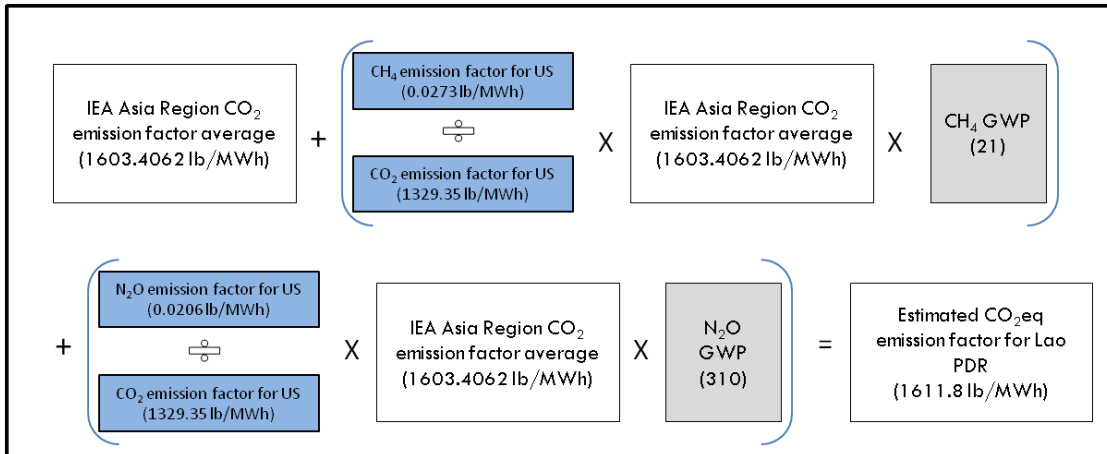 IEA Asia Region CO₂
emission factor average
(1603.4062 lb/MWh)
+
CH₄ emission factor for US
(0.0273 lb/MWh)
÷
CO₂ emission factor for US
(1329.35 lb/MWh)
X
IEA Asia Region CO₂
emission factor average
(1603.4062 lb/MWh)
X
CH₄ GWP
(21)
+
N₂O emission factor for US
(0.0206 lb/MWh)
÷
CO₂ emission factor for US
(1329.35 lb/MWh)
X
IEA Asia Region CO₂
emission factor average
(1603.4062 lb/MWh)
X
N₂O
GWP
(310)
=
Estimated CO₂eq
emission factor for Lao
PDR
(1611.8 lb/MWh)